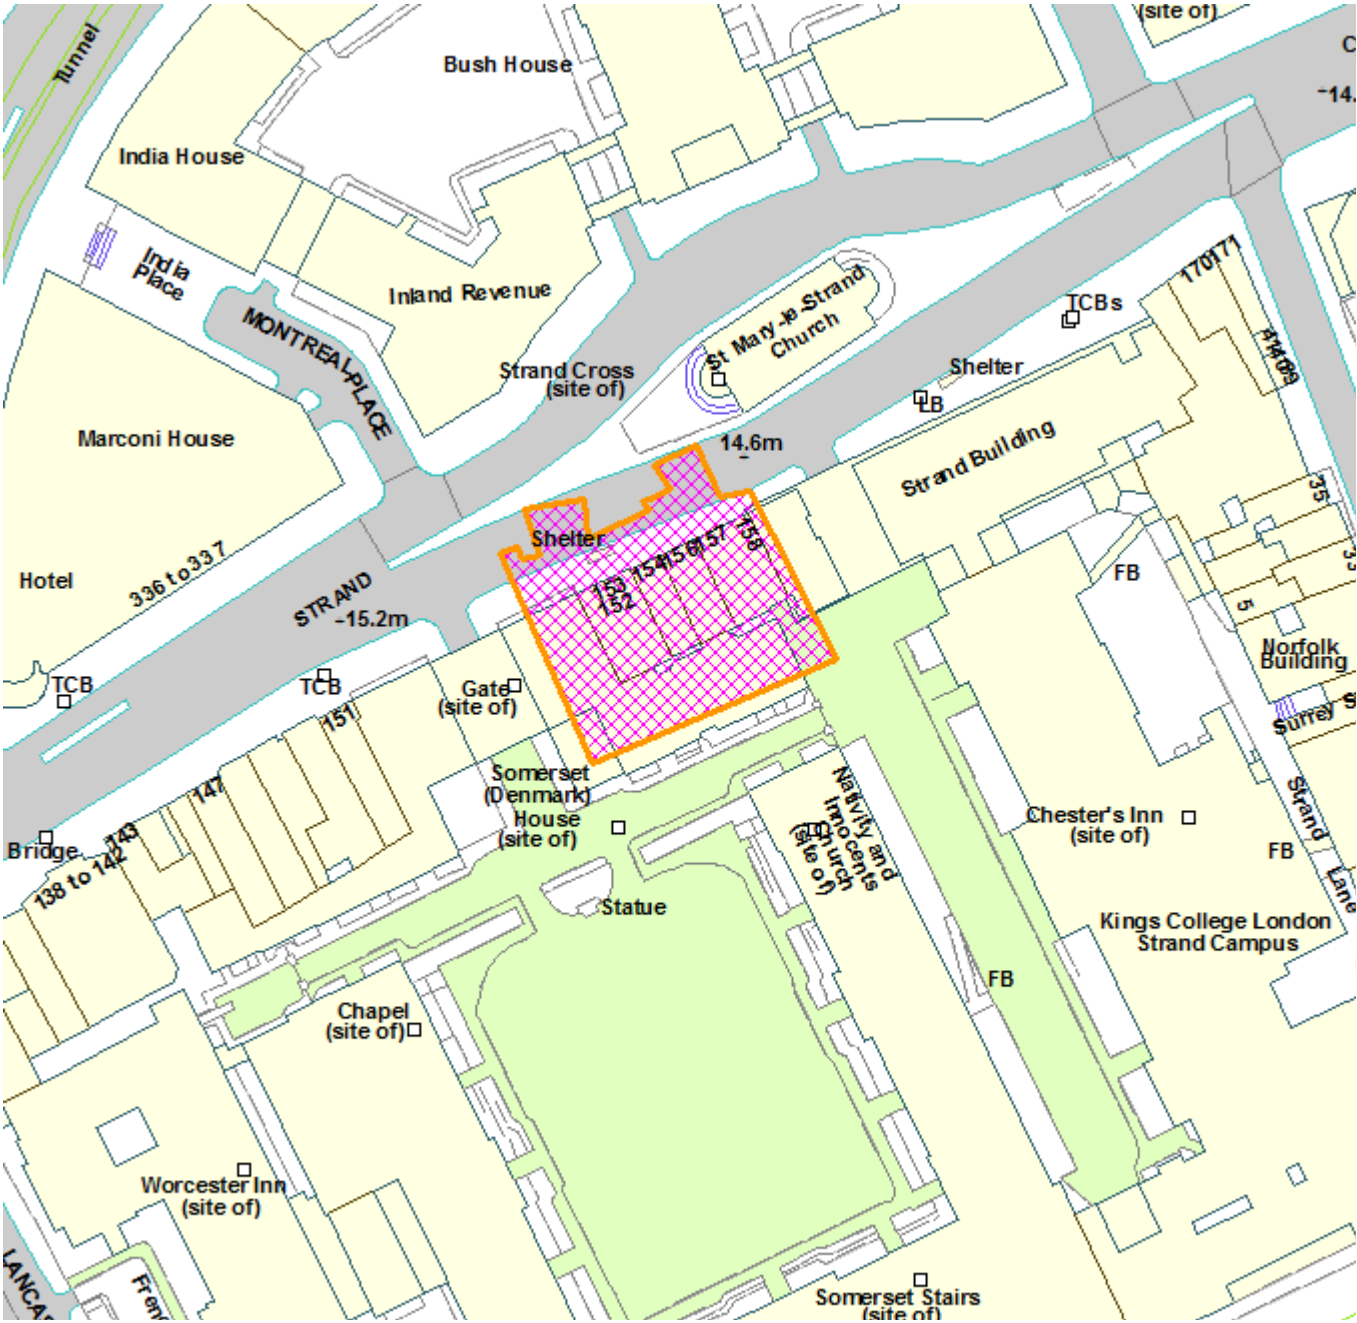 (site of)
Tunnel
Bush House
C
14.
India House
India
Place
Inland Revenue
MONTREAL PLACE
St Mary-le-Strand
Church
170171
TCBs
Strand Cross
(site of)
Shelter
LB
Marconi House
14.6m
Strand Building
35
Shelter
158
157
156
154
153
152
FB
Hotel
336 to 337
STRAND
15.2m
5
Norfolk
Building
TCB
TCB
Gate
(site of)
151
Surrey S
147
Somerset
(Denmark)
House
(site of)
Nativity and
Innocents
Church
(site of)
Strand
Lane
Chester's Inn
(site of)
FB
Bridge
143
138 to 142
Statue
Kings College London
Strand Campus
FB
Chapel
(site of)
Worcester Inn
(site of)
LANCAS
Fren
Somerset Stairs
(site of)